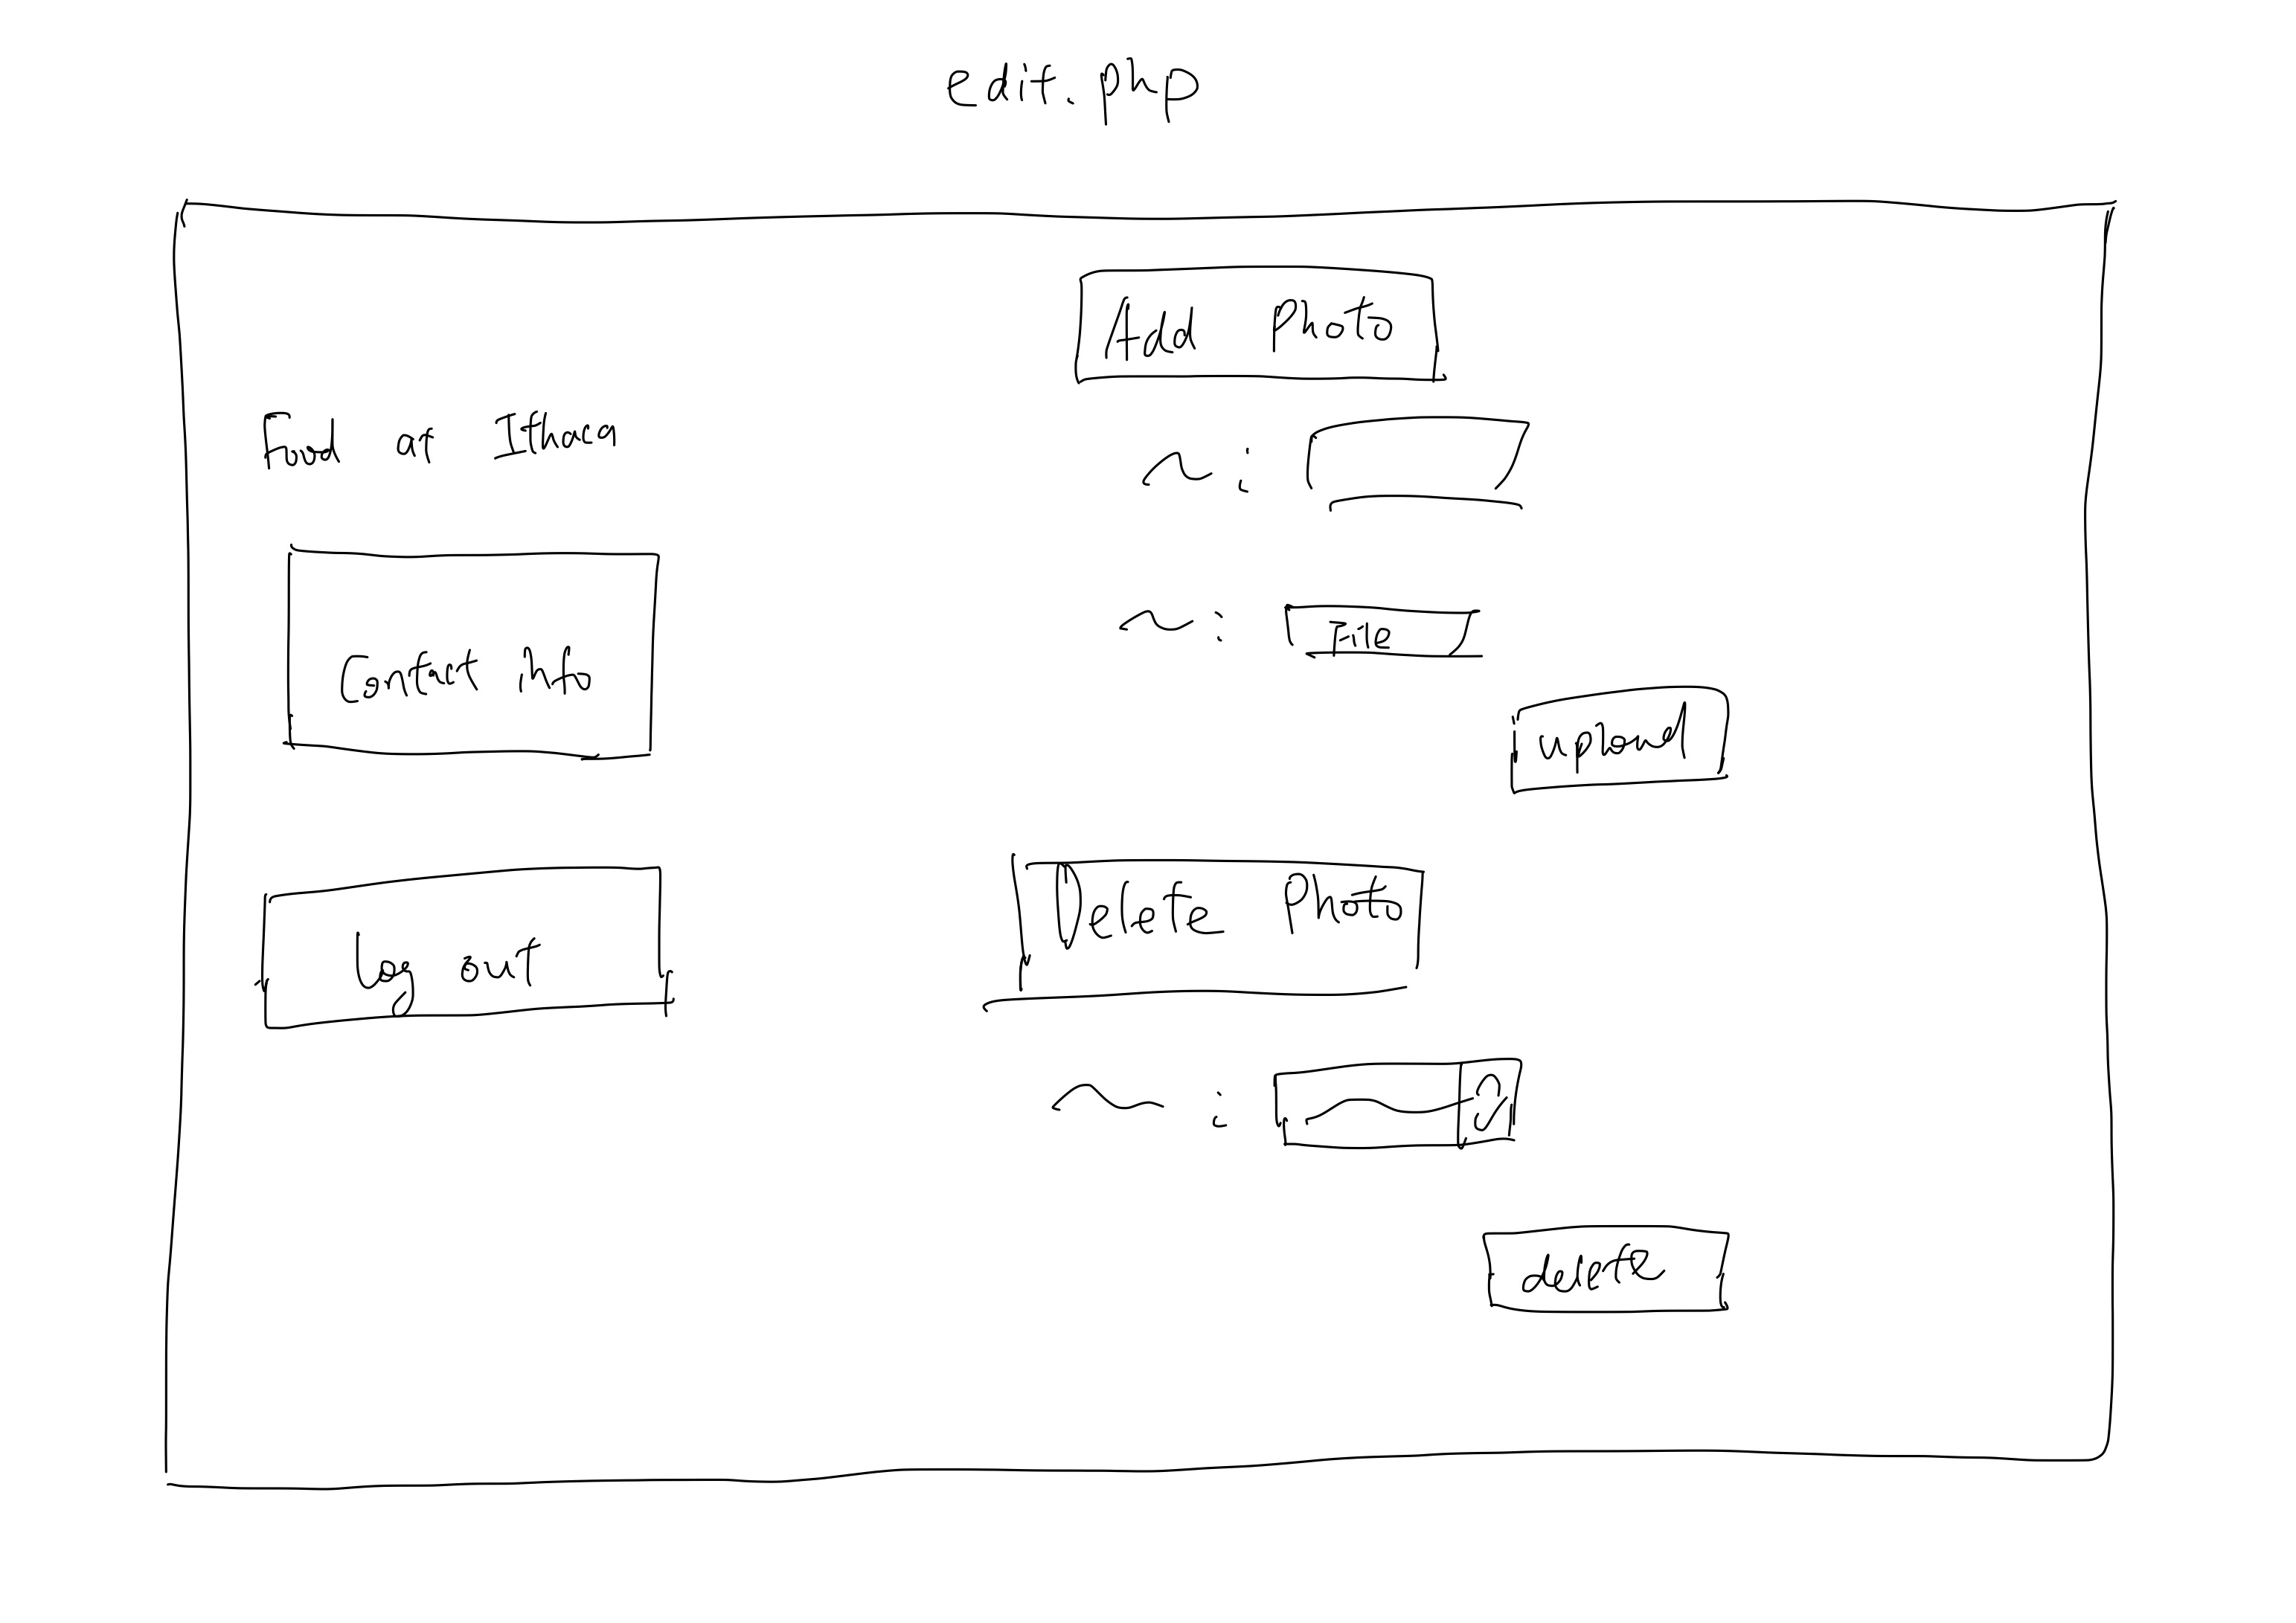 edit.php
Add Photo
Food at Ithaca
~:
~: File
Contact info
upload
Delete Photo
log out
~:
delete